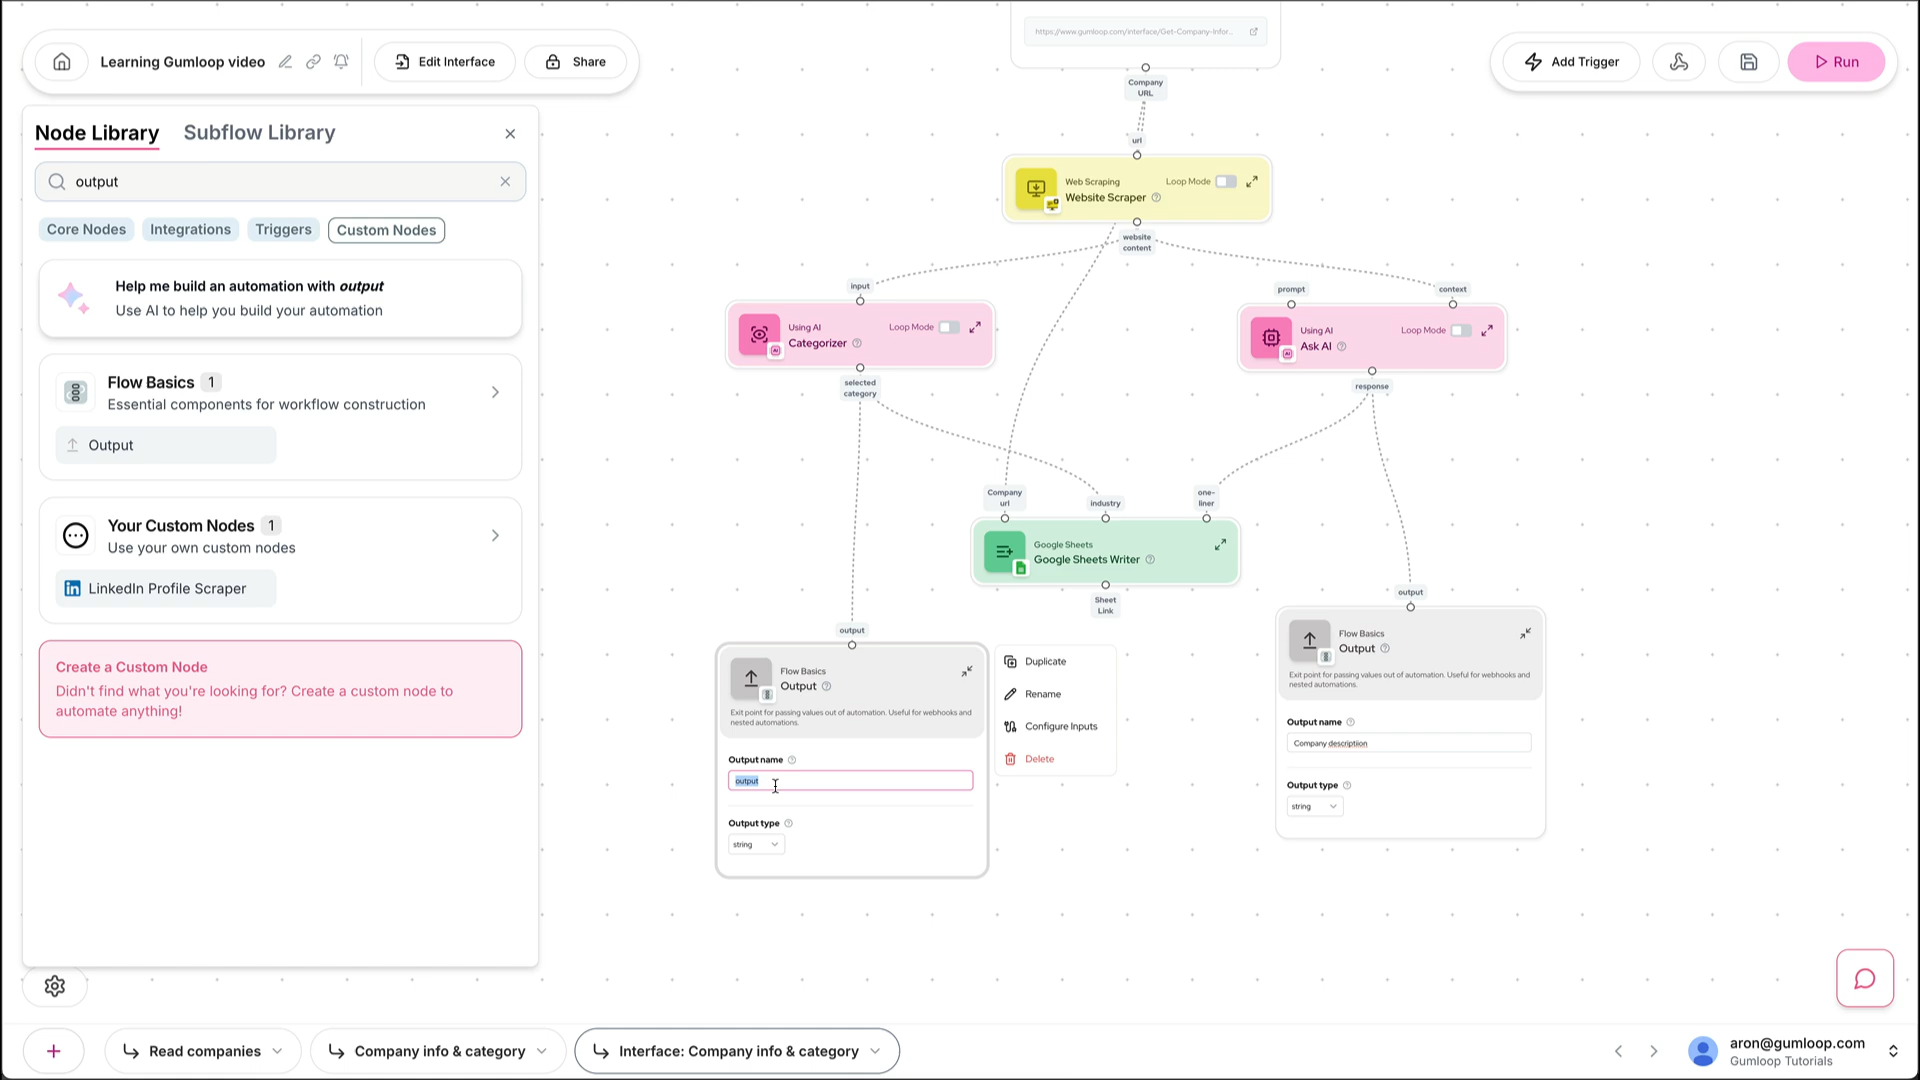 https://www.gumloop.com/interface/Get-Company-Infor...
Learning Gumloop video
Edit Interface
Share
Add Trigger
Run
Company
URL
url
Node Library
Subflow Library
output
Core Nodes
Integrations
Triggers
Custom Nodes
Help me build an automation with output
Use AI to help you build your automation
Flow Basics 1
Essential components for workflow construction
Output
Your Custom Nodes 1
Use your own custom nodes
LinkedIn Profile Scraper
Create a Custom Node
Didn't find what you're looking for? Create a custom node to
automate anything!
Web Scraping
Website Scraper
Loop Mode
website
content
input
Using AI
Categorizer
Loop Mode
selected
category
prompt
context
Using AI
Ask AI
Loop Mode
response
Company
url
industry
one-
liner
Google Sheets
Google Sheets Writer
Sheet
Link
output
Flow Basics
Output
Exit point for passing values out of automation. Useful for webhooks and
nested automations.
Output name
output
Output type
string
Duplicate
Rename
Configure Inputs
Delete
output
Flow Basics
Output
Exit point for passing values out of automation. Useful for webhooks and
nested automations.
Output name
Company descriptiion
Output type
string
Read companies
Company info & category
Interface: Company info & category
aron@gumloop.com
Gumloop Tutorials